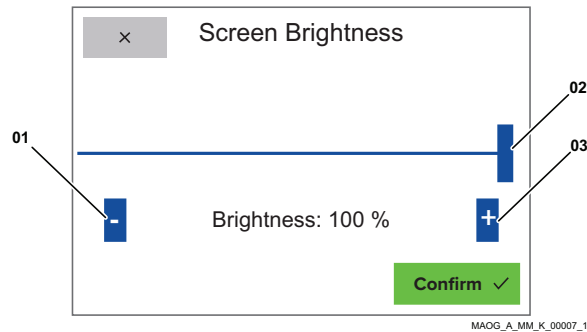 × Screen Brightness
02
01
03
- Brightness: 100 % +
Confirm ✓
MAOG_A_MM_K_00007_1